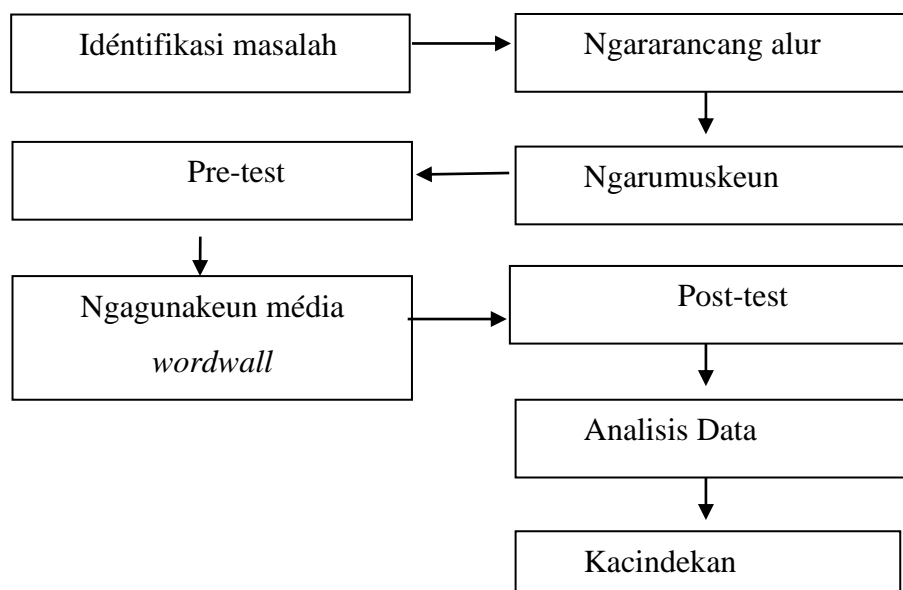 Idéntifikasi masalah
Ngararancang alur
Ngarumuskeun
Pre-test
Ngagunakeun média
wordwall
Post-test
Analisis Data
Kacindekan